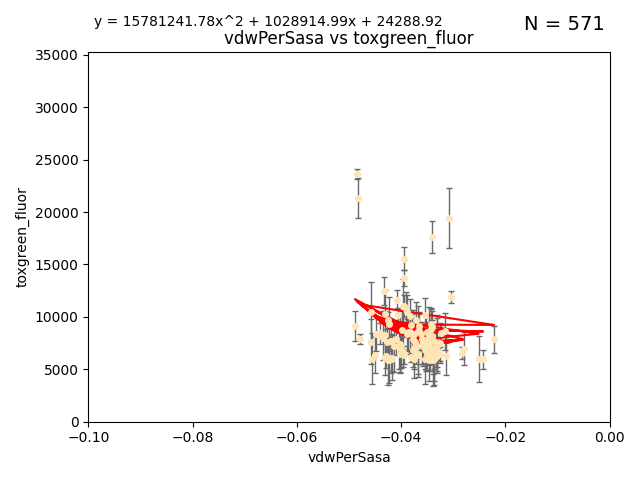 y = 15781241.78x^2 + 1028914.99x + 24288.92
N = 571
vdwPerSasa vs toxgreen_fluor
35000
30000
25000
20000
15000
10000
5000
0
toxgreen_fluor
−0.10 −0.08 −0.06 −0.04 −0.02 0.00
vdwPerSasa